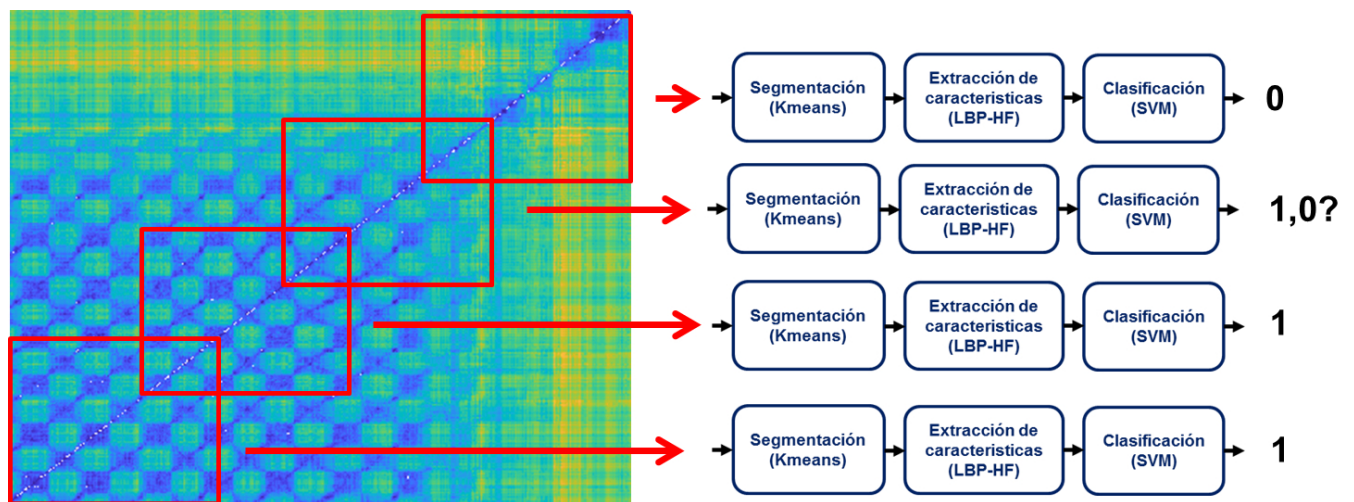 Segmentación
(Kmeans)
Extracción de
caracteristicas
(LBP-HF)
Clasificación
(SVM)
0
Segmentación
(Kmeans)
Extracción de
caracteristicas
(LBP-HF)
Clasificación
(SVM)
1,0?
Segmentación
(Kmeans)
Extracción de
caracteristicas
(LBP-HF)
Clasificación
(SVM)
1
Segmentación
(Kmeans)
Extracción de
caracteristicas
(LBP-HF)
Clasificación
(SVM)
1